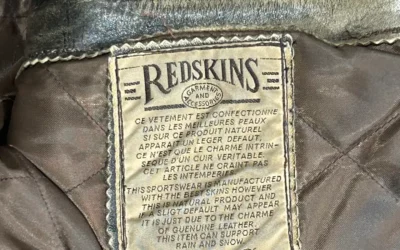 REDSKINS
GARMENT
AND
ACCESSORIES
CE VETEMENT EST CONFECTIONNE
DANS LES MEILLEURES PEAUX
SI SUR CE PRODUIT NATUREL
APPARAIT UN LEGER DEFAUT,
CE N'EST QUE LE CHARME INTRIN-
SEQUE D'UN CUIR VERITABLE.
CET ARTICLE NE CRAINT PAS
LES INTEMPERIES
THIS SPORTSWEAR IS MANUFACTURED
WITH THE BEST SKINS HOWEVER
THIS IS NATURAL PRODUCT AND
IF A SLIGT DEFAULT MAY APPEAR
IT IS JUST DUE TO THE CHARME
OF GUENUINE LEATHER
THIS ITEM CAN SUPPORT
RAIN AND SNOW.